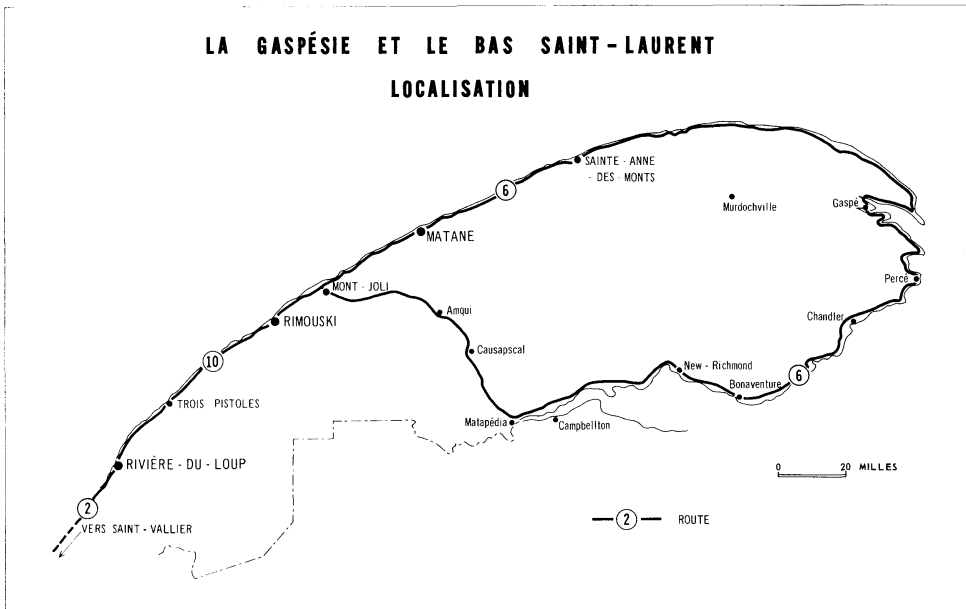 LA GASPÉSIE ET LE BAS SAINT-LAURENT
LOCALISATION
SAINTE-ANNE
-DES-MONTS
6
Murdochville
Gaspé
MATANE
Percé
MONT-JOLI
Amqui
Chandler
RIMOUSKI
Causapscal
10
New-Richmond
6
Bonaventure
TROIS PISTOLES
Matapédia
Campbellton
RIVIÈRE-DU-LOUP
0 20 MILLES
2
VERS SAINT-VALLIER
2 ROUTE